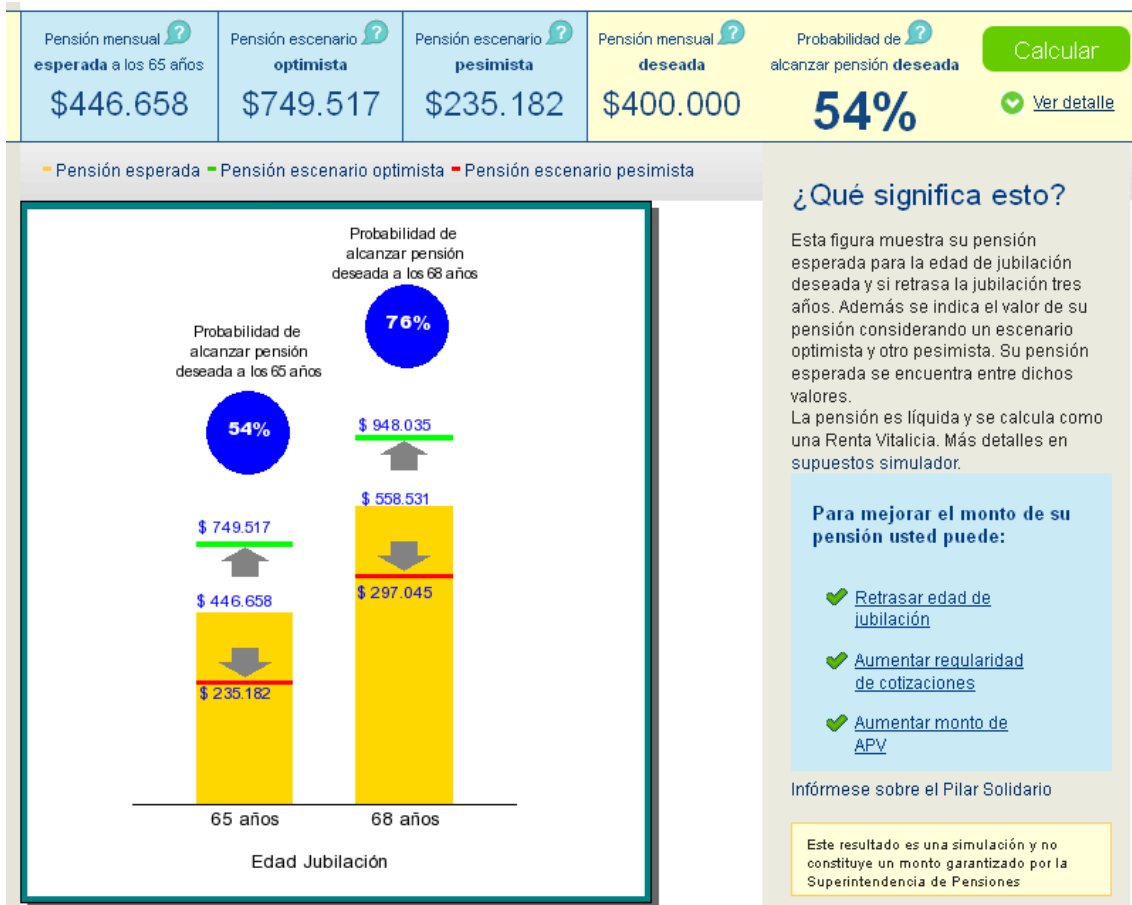 Pensión mensual ?
esperada a los 65 años
$446.658
Pensión escenario ?
optimista
$749.517
Pensión escenario ?
pesimista
$235.182
Pensión mensual ?
deseada
$400.000
Probabilidad de ?
alcanzar pensión deseada
54%
Calcular
Ver detalle
Pensión esperada Pensión escenario optimista Pensión escenario pesimista
Probabilidad de
alcanzar pensión
deseada a los 68 años
76%
Probabilidad de
alcanzar pensión
deseada a los 65 años
54%
$ 948.035
$ 558.531
$ 297.045
$ 749.517
$ 446.658
$ 235.182
65 años
68 años
Edad Jubilación
¿Qué significa esto?
Esta figura muestra su pensión
esperada para la edad de jubilación
deseada y si retrasa la jubilación tres
años. Además se indica el valor de su
pensión considerando un escenario
optimista y otro pesimista. Su pensión
esperada se encuentra entre dichos
valores.
La pensión es líquida y se calcula como
una Renta Vitalicia. Más detalles en
supuestos simulador.
Para mejorar el monto de su
pensión usted puede:
Retrasar edad de
jubilación
Aumentar regularidad
de cotizaciones
Aumentar monto de
APV
Infórmese sobre el Pilar Solidario
Este resultado es una simulación y no
constituye un monto garantizado por la
Superintendencia de Pensiones